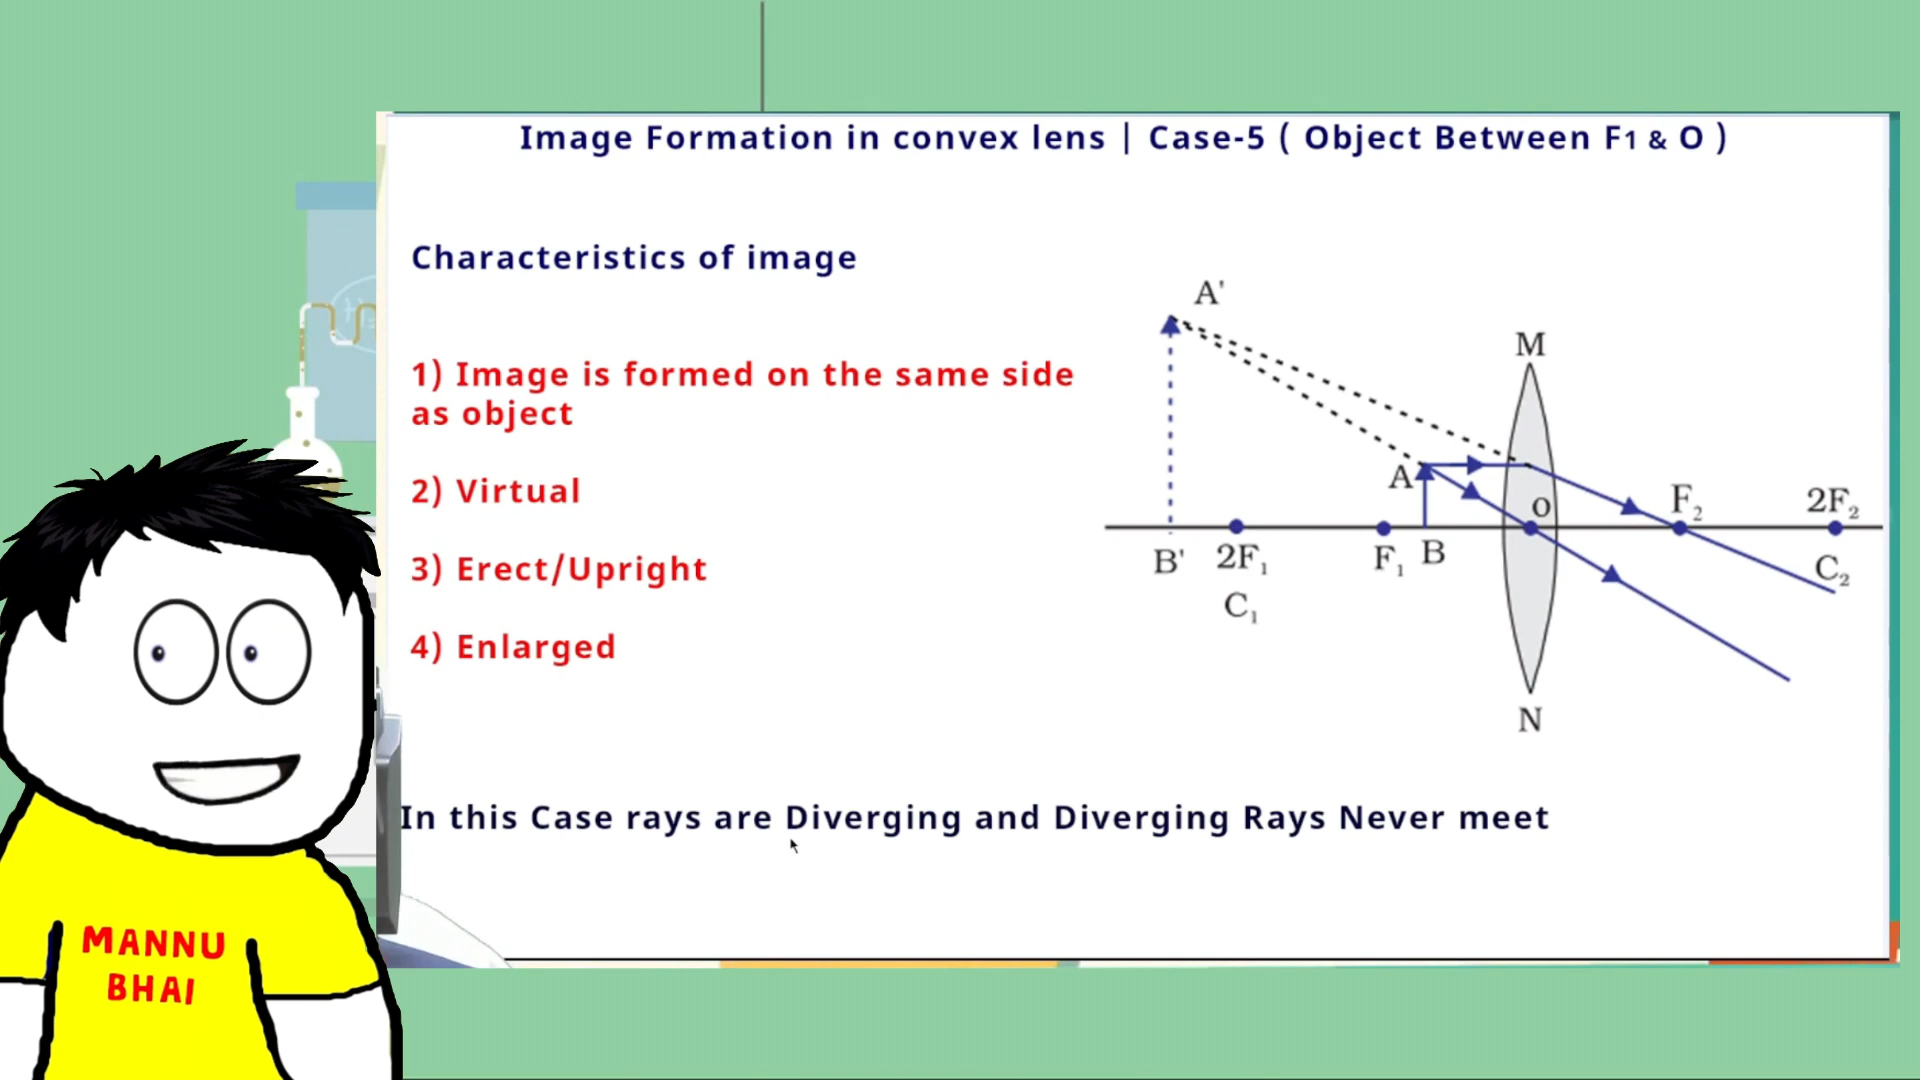 Image Formation in convex lens | Case-5 ( Object Between F1 & O )
Characteristics of image
1) Image is formed on the same side
as object
2) Virtual
3) Erect/Upright
4) Enlarged
A'
M
A
O
F₂
2F₂
B'
2F₁
F₁
B
C₂
C₁
N
In this Case rays are Diverging and Diverging Rays Never meet
MANNU
BHAI